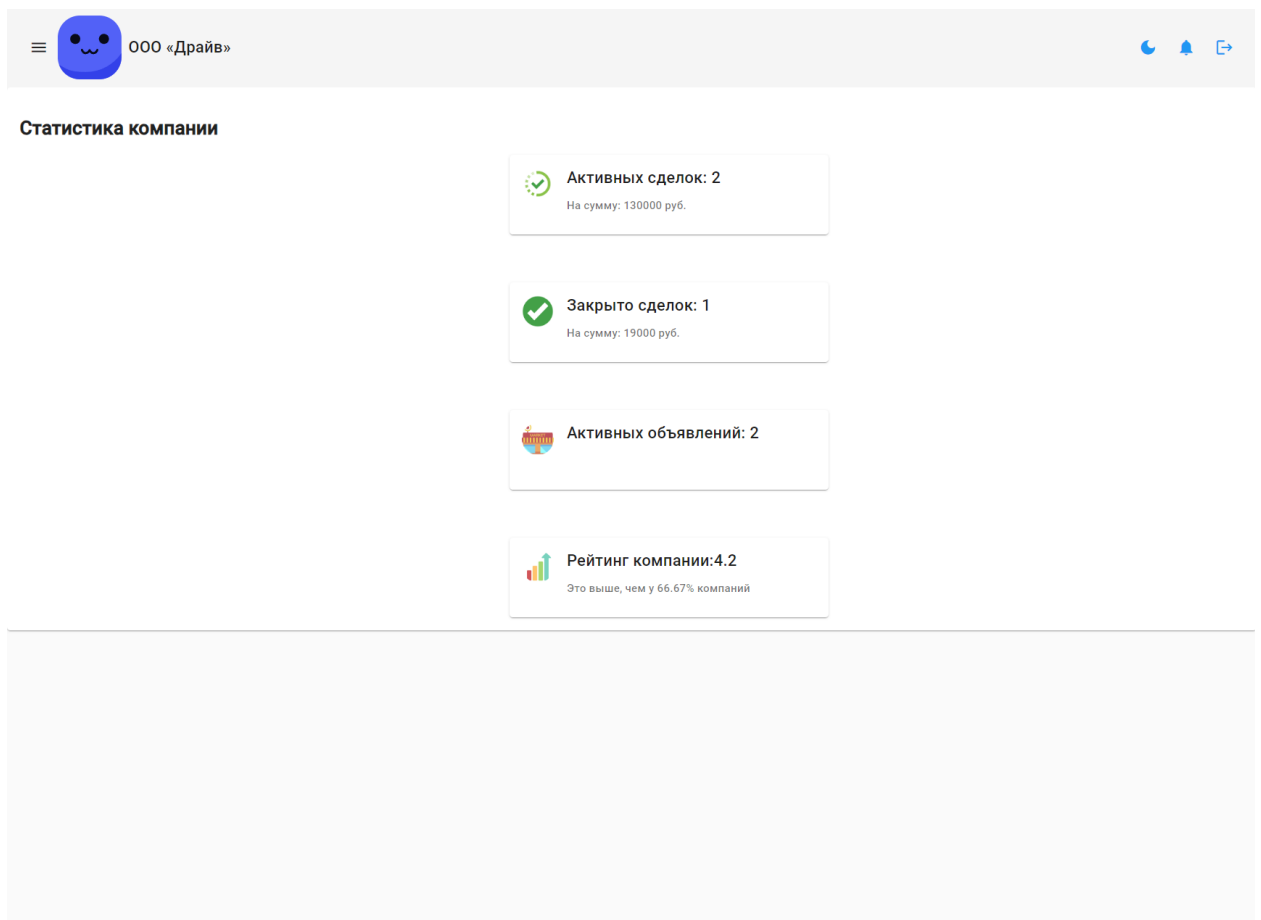 ООО «Драйв»
Статистика компании
Активных сделок: 2
На сумму: 130000 руб.
Закрыто сделок: 1
На сумму: 19000 руб.
Активных объявлений: 2
Рейтинг компании:4.2
Это выше, чем у 66.67% компаний